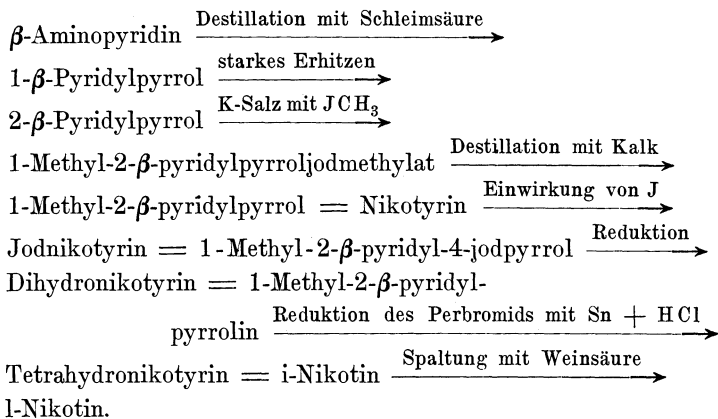 β-Aminopyridin Destillation mit Schleimsäure
1-β-Pyridylpyrrol starkes Erhitzen
2-β-Pyridylpyrrol K-Salz mit JCH₃
1-Methyl-2-β-pyridylpyrroljodmethylat Destillation mit Kalk
1-Methyl-2-β-pyridylpyrrol = Nikotyrin Einwirkung von J
Jodnikotyrin = 1-Methyl-2-β-pyridyl-4-jodpyrrol Reduktion
Dihydronikotyrin = 1-Methyl-2-β-pyridyl-
pyrrolin Reduktion des Perbromids mit Sn + HCl
Tetrahydronikotyrin = i-Nikotin Spaltung mit Weinsäure
l-Nikotin.